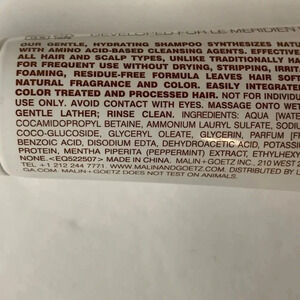 DEVELOPED FOR LE MERIDIEN
OUR GENTLE, HYDRATING SHAMPOO SYNTHESIZES NAT
WITH AMINO ACID-BASED CLEANSING AGENTS. EFFECTIVE
ALL HAIR AND SCALP TYPES, UNLIKE TRADITIONALLY HA
FOR FREQUENT USE WITHOUT DRYING, STRIPPING, IRRIT
FOAMING, RESIDUE-FREE FORMULA LEAVES HAIR SOF
NATURAL FRAGRANCE AND COLOR. EASILY INTEGRATE
COLOR TREATED AND PROCESSED HAIR. NOT FOR INDIVIDU
USE ONLY. AVOID CONTACT WITH EYES. MASSAGE ONTO WET
GENTLE LATHER; RINSE CLEAN. INGREDIENTS: AQUA [WATE
COCAMIDOPROPYL BETAINE, AMMONIUM LAURYL SULFATE, SODI
COCO-GLUCOSIDE, GLYCERYL OLEATE, GLYCERIN, PARFUM [FR
BENZOIC ACID, DISODIUM EDTA, DEHYDROACETIC ACID, POTASSI
PROTEIN, MENTHA PIPERITA (PEPPERMINT) EXTRACT, ETHYLHEXY
NONE.<EQ522507> MADE IN CHINA. MALIN+GOETZ INC., 210 WEST 2
TEL +1 212 244 7771. WWW.MALINANDGOETZ.COM. DISTRIBUTED BY
GA.COM. MALIN+GOETZ DOES NOT TEST ON ANIMALS.